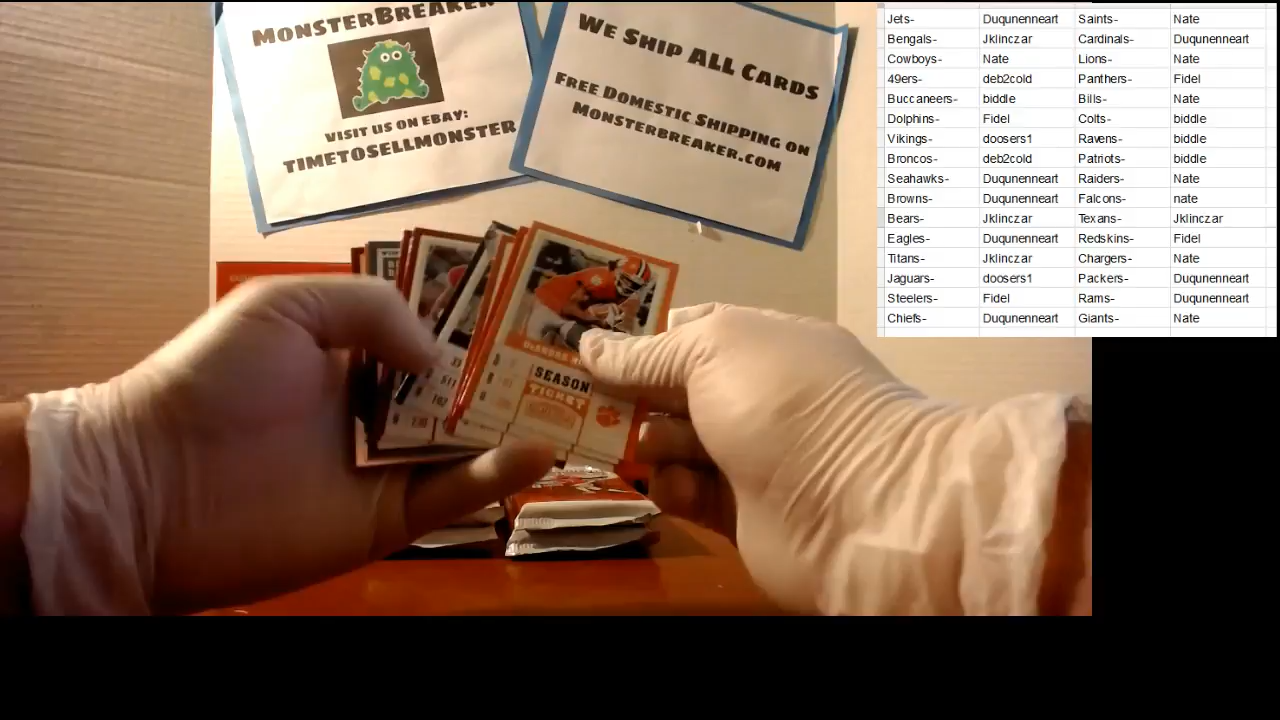 MONSTERBREAKER
VISIT US ON EBAY:
TIMETOSELLMONSTER
WE SHIP ALL CARDS
FREE DOMESTIC SHIPPING ON
MONSTERBREAKER.COM
Jets- Duqunenneart Saints- Nate
Bengals- Jklinczar Cardinals- Duqunenneart
Cowboys- Nate Lions- Nate
49ers- deb2cold Panthers- Fidel
Buccaneers- biddle Bills- Nate
Dolphins- Fidel Colts- biddle
Vikings- doosers1 Ravens- biddle
Broncos- deb2cold Patriots- biddle
Seahawks- Duqunenneart Raiders- Nate
Browns- Duqunenneart Falcons- nate
Bears- Jklinczar Texans- Jklinczar
Eagles- Duqunenneart Redskins- Fidel
Titans- Jklinczar Chargers- Nate
Jaguars- doosers1 Packers- Duqunenneart
Steelers- Fidel Rams- Duqunenneart
Chiefs- Duqunenneart Giants- Nate
SEASON
TICKET